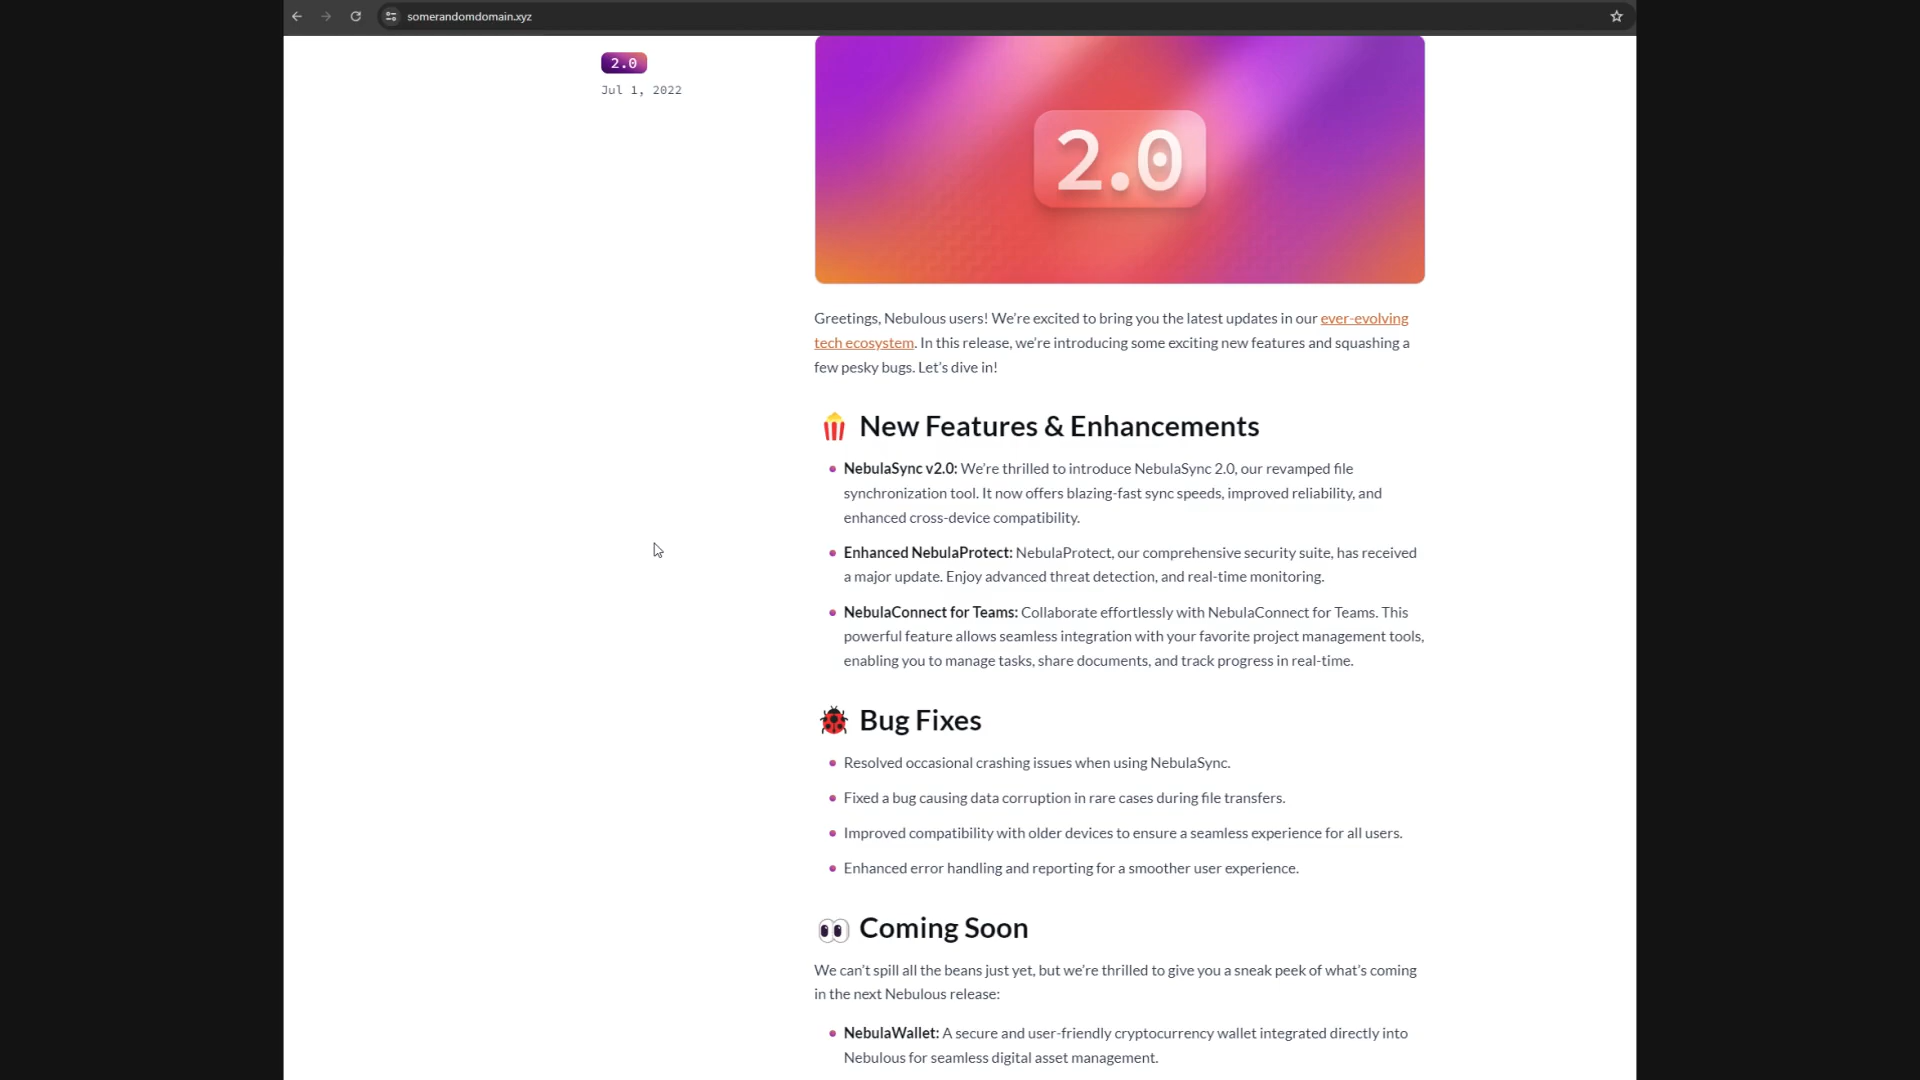 somerandomdomain.xyz
2.0
Jul 1, 2022
2.0
Greetings, Nebulous users! We’re excited to bring you the latest updates in our ever-evolving
tech ecosystem. In this release, we’re introducing some exciting new features and squashing a
few pesky bugs. Let’s dive in!
🍿 New Features & Enhancements
NebulaSync v2.0: We’re thrilled to introduce NebulaSync 2.0, our revamped file
synchronization tool. It now offers blazing-fast sync speeds, improved reliability, and
enhanced cross-device compatibility.
Enhanced NebulaProtect: NebulaProtect, our comprehensive security suite, has received
a major update. Enjoy advanced threat detection, and real-time monitoring.
NebulaConnect for Teams: Collaborate effortlessly with NebulaConnect for Teams. This
powerful feature allows seamless integration with your favorite project management tools,
enabling you to manage tasks, share documents, and track progress in real-time.
🐞 Bug Fixes
Resolved occasional crashing issues when using NebulaSync.
Fixed a bug causing data corruption in rare cases during file transfers.
Improved compatibility with older devices to ensure a seamless experience for all users.
Enhanced error handling and reporting for a smoother user experience.
👀 Coming Soon
We can’t spill all the beans just yet, but we’re thrilled to give you a sneak peek of what’s coming
in the next Nebulous release:
NebulaWallet: A secure and user-friendly cryptocurrency wallet integrated directly into
Nebulous for seamless digital asset management.